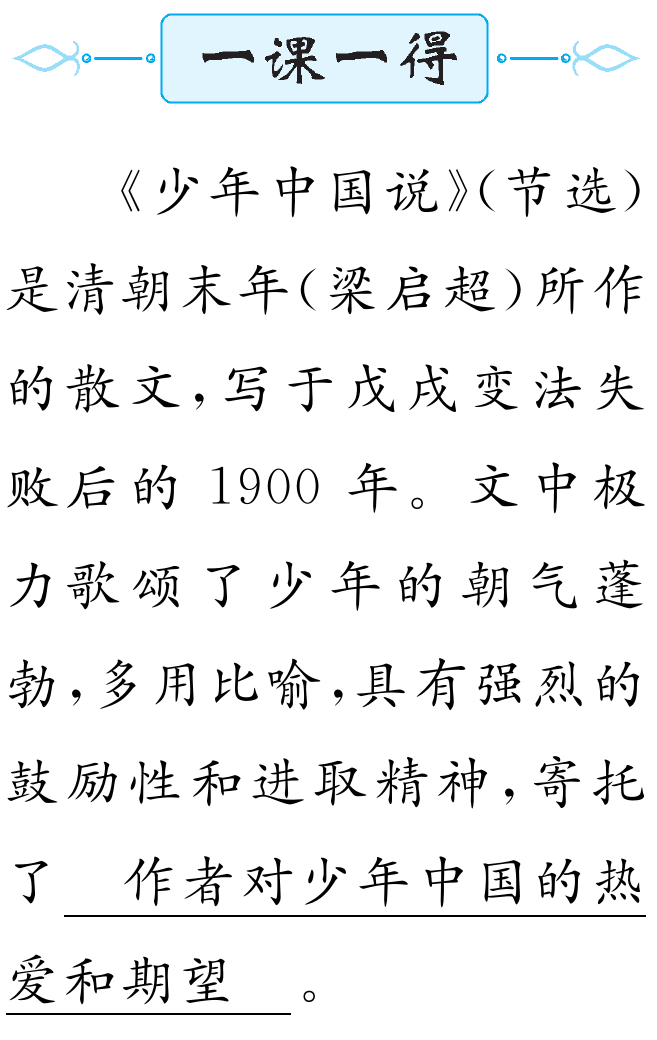 一课一得
《少年中国说》(节选)
是清朝末年(梁启超)所作
的散文,写于戊戌变法失
败后的 1900 年。文中极
力歌颂了少年的朝气蓬
勃,多用比喻,具有强烈的
鼓励性和进取精神,寄托
了 作者对少年中国的热
爱和期望 。